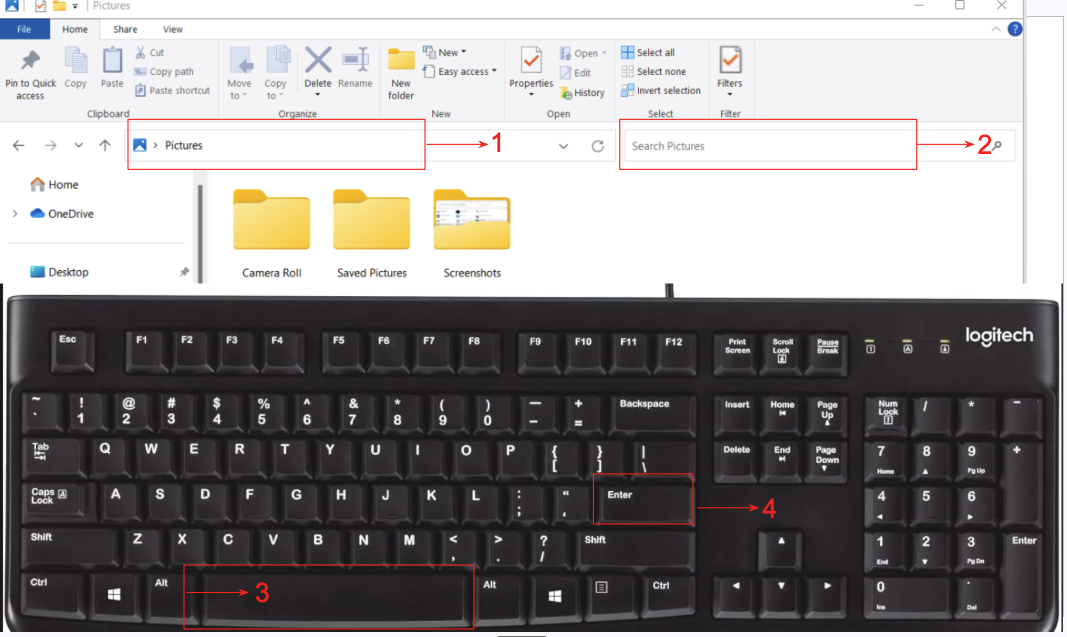 Pictures
File Home Share View
Pin to Quick access Copy Paste Cut Copy path Paste shortcut Move to Copy to Delete Rename New folder New Easy access Properties Open Edit History Select all Select none Invert selection Filters
Clipboard Organize New Open Select Filter
Pictures 1 Search Pictures 2
Home
OneDrive
Desktop
Camera Roll Saved Pictures Screenshots
logitech
Esc F1 F2 F3 F4 F5 F6 F7 F8 F9 F10 F11 F12 Print Screen Scroll Lock Pause Break 1 A
~ ` ! 1 @ 2 # 3 $ 4 % 5 ^ 6 & 7 * 8 ( 9 ) 0 — - + = Backspace Insert Home Page Up Num Lock 1 / * -
Tab Q W E R T Y U I O P { [ } ] | \ Delete End Page Down 7 Home 8 9 Pg Up +
Caps Lock A A S D F G H J K L : ; “ ‘ Enter 4 4 5 6
Shift Z X C V B N M < , > . ? / Shift 1 End 2 3 Pg Dn Enter
Ctrl Alt 3 Alt Ctrl 0 Ins . Del